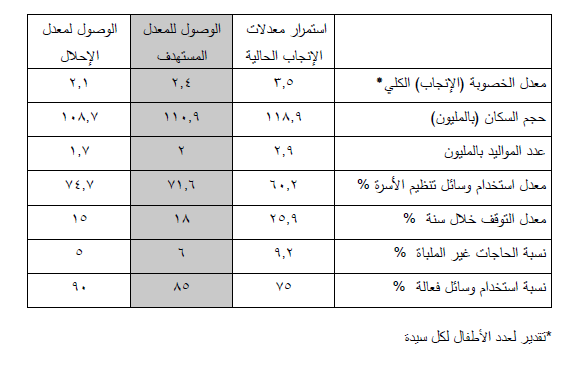 استمرار معدلات الإنجاب الحالية	الوصول للمعدل المستهدف	الوصول لمعدل الإحلال
معدل الخصوبة (الإنجاب) الكلي*	٣,٥	٢,٤	٢,١
حجم السكان (بالمليون)	١١٨,٩	١١٠,٩	١٠٨,٧
عدد المواليد بالمليون	٢,٩	٢	١,٧
معدل استخدام وسائل تنظيم الأسرة %	٦٠,٢	٧١,٦	٧٤,٧
معدل التوقف خلال سنة %	٢٥,٩	١٨	١٥
نسبة الحاجات غير الملباة %	٩,٢	٦	٥
نسبة استخدام وسائل فعالة %	٧٥	٨٥	٩٠
*تقدير لعدد الأطفال لكل سيدة